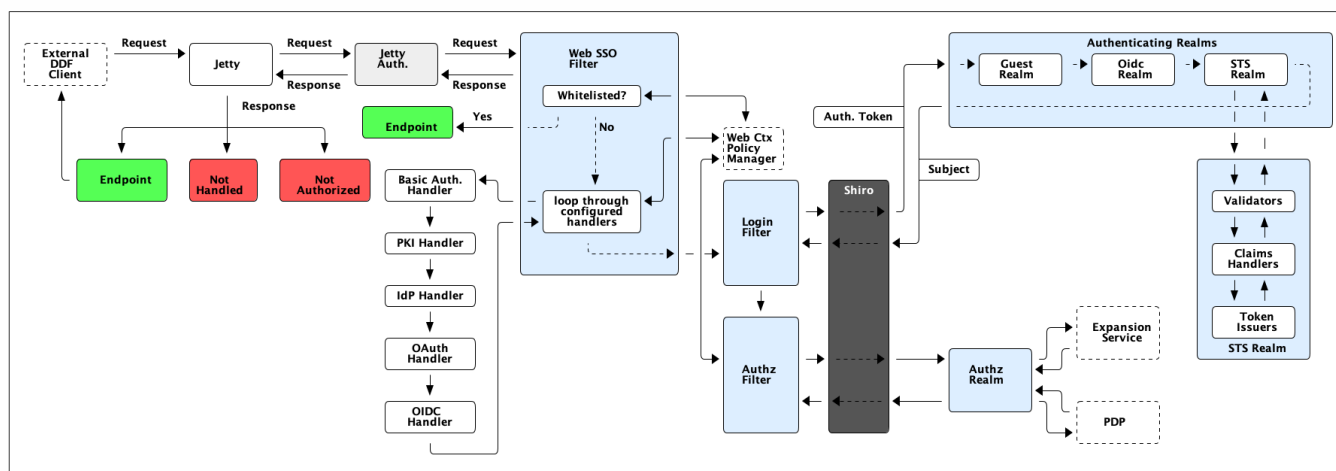 External
DDF
Client
Request
Jetty
Request
Response
Jetty
Auth.
Request
Response
Response
Endpoint
Not
Handled
Not
Authorized
Web SSO
Filter
Whitelisted?
Yes
Endpoint
No
loop through
configured
handlers
Basic Auth.
Handler
PKI Handler
IdP Handler
OAuth
Handler
OIDC
Handler
Web Ctx
Policy
Manager
Login
Filter
Authz
Filter
Shiro
Auth. Token
Subject
Authenticating Realms
Guest
Realm
Oidc
Realm
STS
Realm
Validators
Claims
Handlers
Token
Issuers
STS Realm
Authz
Realm
Expansion
Service
PDP